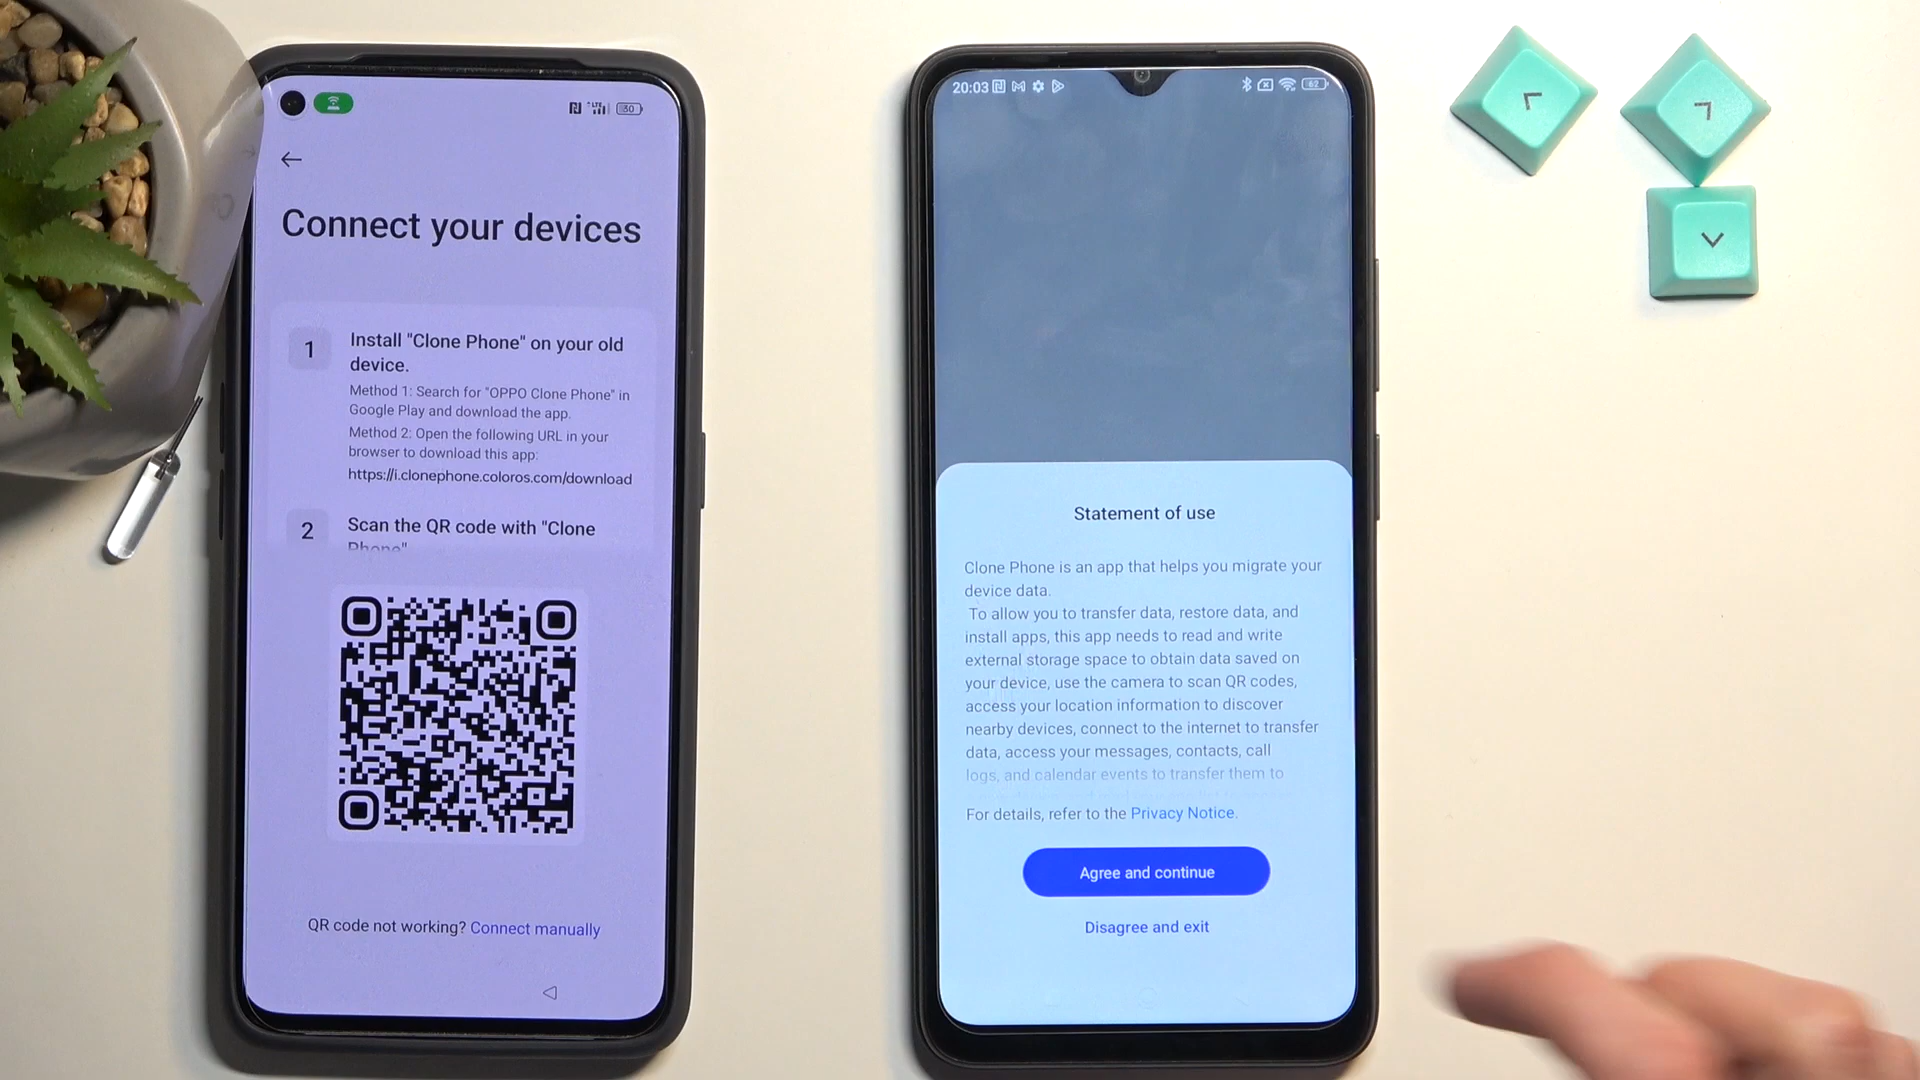 30
Connect your devices
1
Install "Clone Phone" on your old
device.
Method 1: Search for "OPPO Clone Phone" in
Google Play and download the app.
Method 2: Open the following URL in your
browser to download this app:
https://i.clonephone.coloros.com/download
2
Scan the QR code with "Clone
Phone"
QR code not working? Connect manually
20:03
62
Statement of use
Clone Phone is an app that helps you migrate your
device data.
To allow you to transfer data, restore data, and
install apps, this app needs to read and write
external storage space to obtain data saved on
your device, use the camera to scan QR codes,
access your location information to discover
nearby devices, connect to the internet to transfer
data, access your messages, contacts, call
logs, and calendar events to transfer them to
For details, refer to the Privacy Notice.
Agree and continue
Disagree and exit